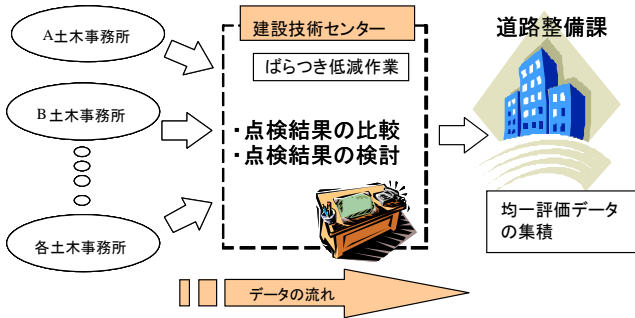 A土木事務所
B土木事務所
各土木事務所
建設技術センター
ばらつき低減作業
・点検結果の比較
・点検結果の検討
道路整備課
均一評価データ
の集積
データの流れ